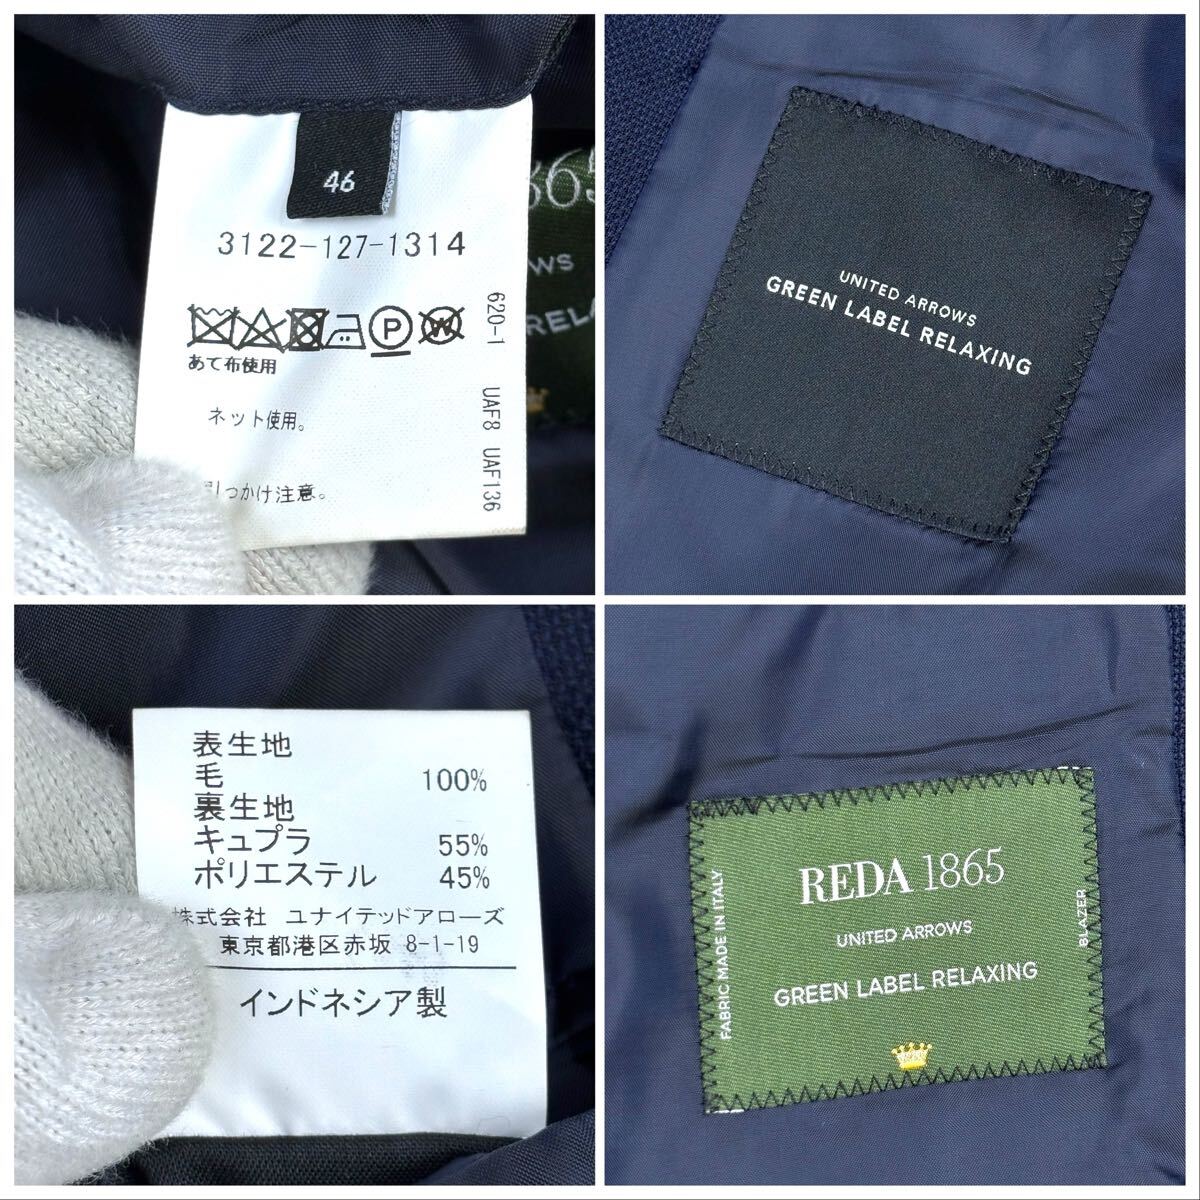 46
3122-127-1314
P
W
あて布使用
ネット使用。
っかけ注意。
620-1
UAF8 UAF136
865
WS
REL
UNITED ARROWS
GREEN LABEL RELAXING
表生地
毛 100%
裏生地
キュプラ 55%
ポリエステル 45%
株式会社 ユナイテッドアローズ
東京都港区赤坂 8-1-19
インドネシア製
FABRIC MADE IN ITALY
REDA 1865
UNITED ARROWS
GREEN LABEL RELAXING
BLAZER